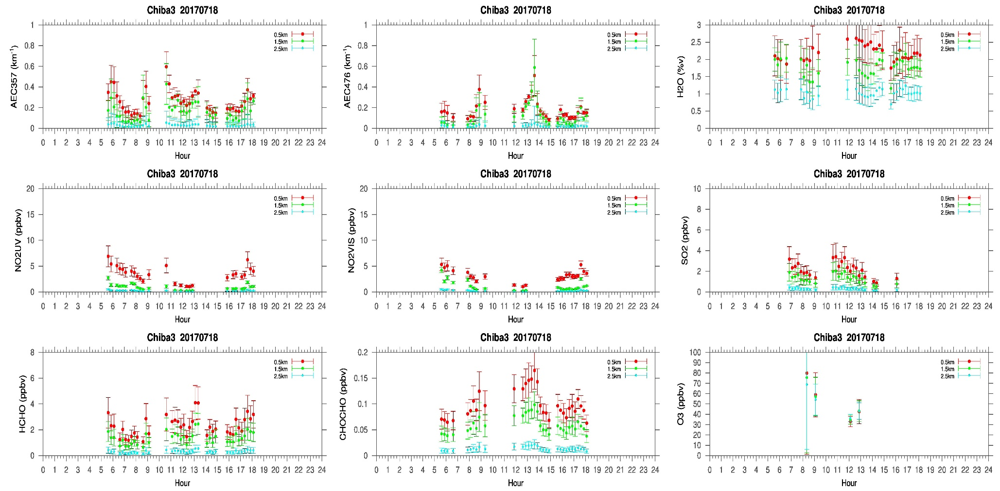 Chiba3 20170718
AEC357 (km-1)
1
0.8
0.6
0.4
0.2
0
0.5km
1.5km
2.5km
0 1 2 3 4 5 6 7 8 9 10 11 12 13 14 15 16 17 18 19 20 21 22 23 24
Hour
Chiba3 20170718
AEC476 (km-1)
1
0.8
0.6
0.4
0.2
0
0.5km
1.5km
2.5km
0 1 2 3 4 5 6 7 8 9 10 11 12 13 14 15 16 17 18 19 20 21 22 23 24
Hour
Chiba3 20170718
H2O (%v)
3
2.5
2
1.5
1
0.5
0
0.5km
1.5km
2.5km
0 1 2 3 4 5 6 7 8 9 10 11 12 13 14 15 16 17 18 19 20 21 22 23 24
Hour
Chiba3 20170718
NO2UV (ppbv)
20
15
10
5
0
0.5km
1.5km
2.5km
0 1 2 3 4 5 6 7 8 9 10 11 12 13 14 15 16 17 18 19 20 21 22 23 24
Hour
Chiba3 20170718
NO2VIS (ppbv)
20
15
10
5
0
0.5km
1.5km
2.5km
0 1 2 3 4 5 6 7 8 9 10 11 12 13 14 15 16 17 18 19 20 21 22 23 24
Hour
Chiba3 20170718
SO2 (ppbv)
10
8
6
4
2
0
0.5km
1.5km
2.5km
0 1 2 3 4 5 6 7 8 9 10 11 12 13 14 15 16 17 18 19 20 21 22 23 24
Hour
Chiba3 20170718
HCHO (ppbv)
8
6
4
2
0
0.5km
1.5km
2.5km
0 1 2 3 4 5 6 7 8 9 10 11 12 13 14 15 16 17 18 19 20 21 22 23 24
Hour
Chiba3 20170718
CHOCHO (ppbv)
0.2
0.15
0.1
0.05
0
0.5km
1.5km
2.5km
0 1 2 3 4 5 6 7 8 9 10 11 12 13 14 15 16 17 18 19 20 21 22 23 24
Hour
Chiba3 20170718
O3 (ppbv)
100
90
80
70
60
50
40
30
20
10
0
0.5km
1.5km
2.5km
0 1 2 3 4 5 6 7 8 9 10 11 12 13 14 15 16 17 18 19 20 21 22 23 24
Hour